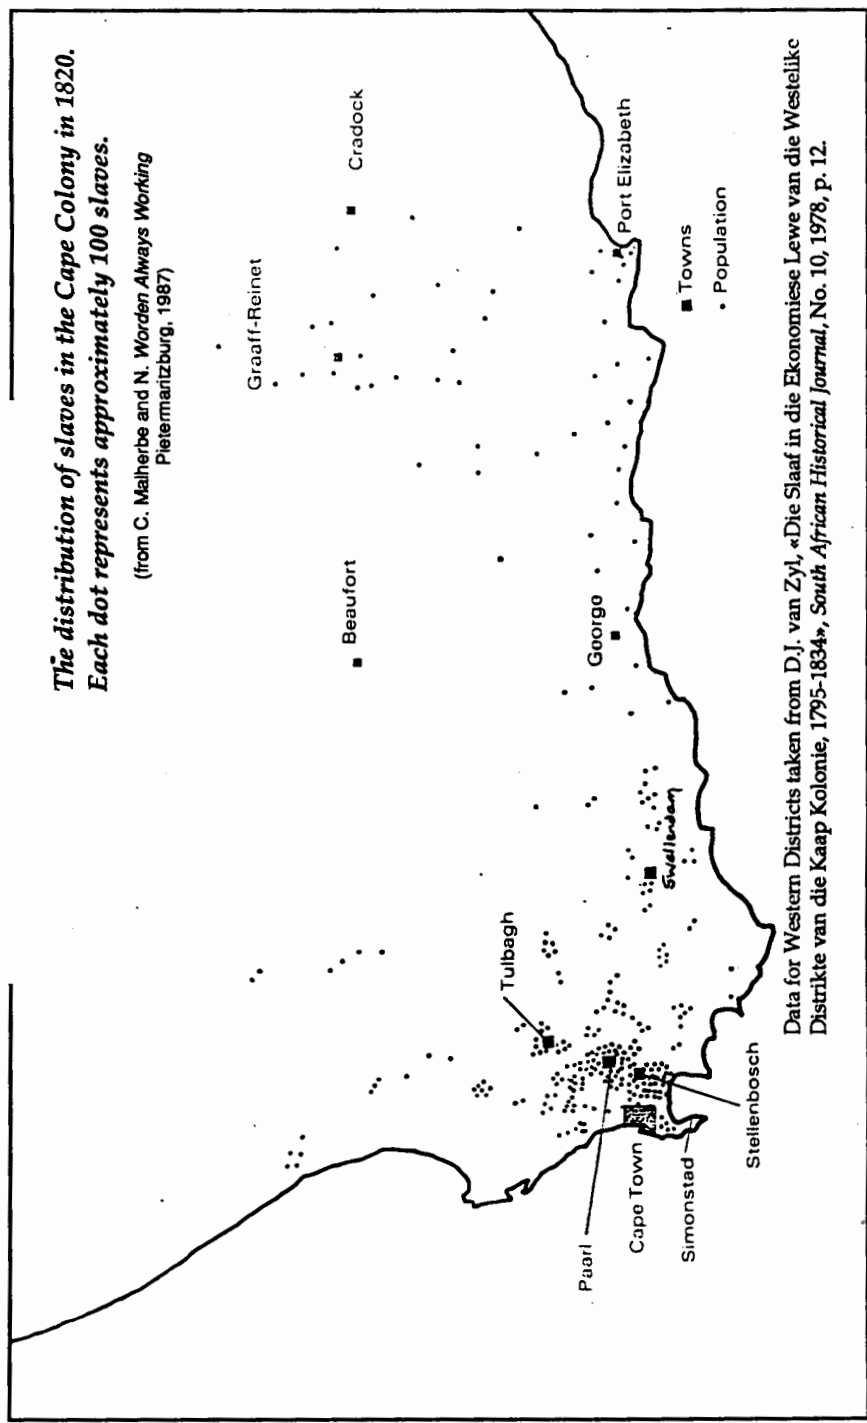 The distribution of slaves in the Cape Colony in 1820.
Each dot represents approximately 100 slaves.
(from C. Malherbe and N. Worden Always Working
Pietermaritzburg, 1987)
Graaff-Reinet
Cradock
Beaufort
Tulbagh
Paarl
Cape Town
Simonstad
Stellenbosch
Swellendam
Georgo
Port Elizabeth
Towns
Population
Data for Western Districts taken from D.J. van Zyl, «Die Slaaf in die Ekonomiese Lewe van die Westelike
Distrikte van die Kaap Kolonie, 1795-1834», South African Historical Journal, No. 10, 1978, p. 12.